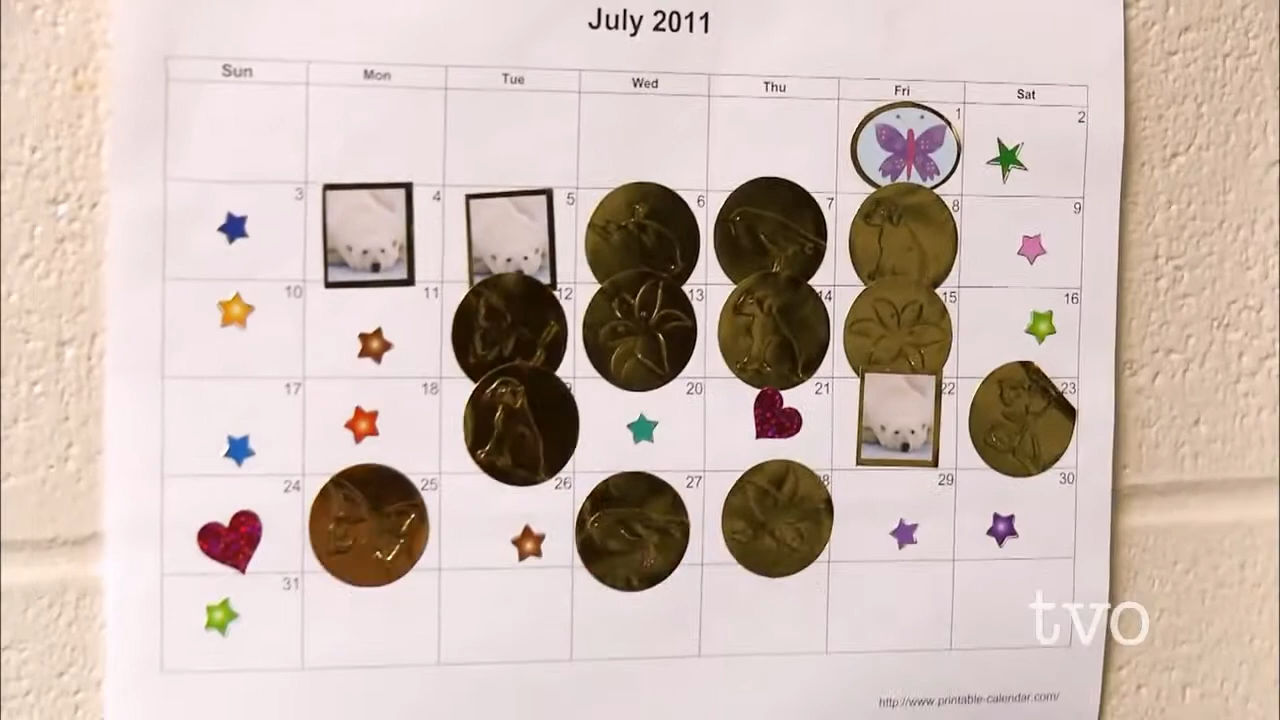 July 2011
Sun Mon Tue Wed Thu Fri Sat
1 2
3 4 5 6 7 8 9
10 11 12 13 14 15 16
17 18 20 21 22 23
24 25 26 27 29 30
31
tvo
http://www.printable-calendar.com/